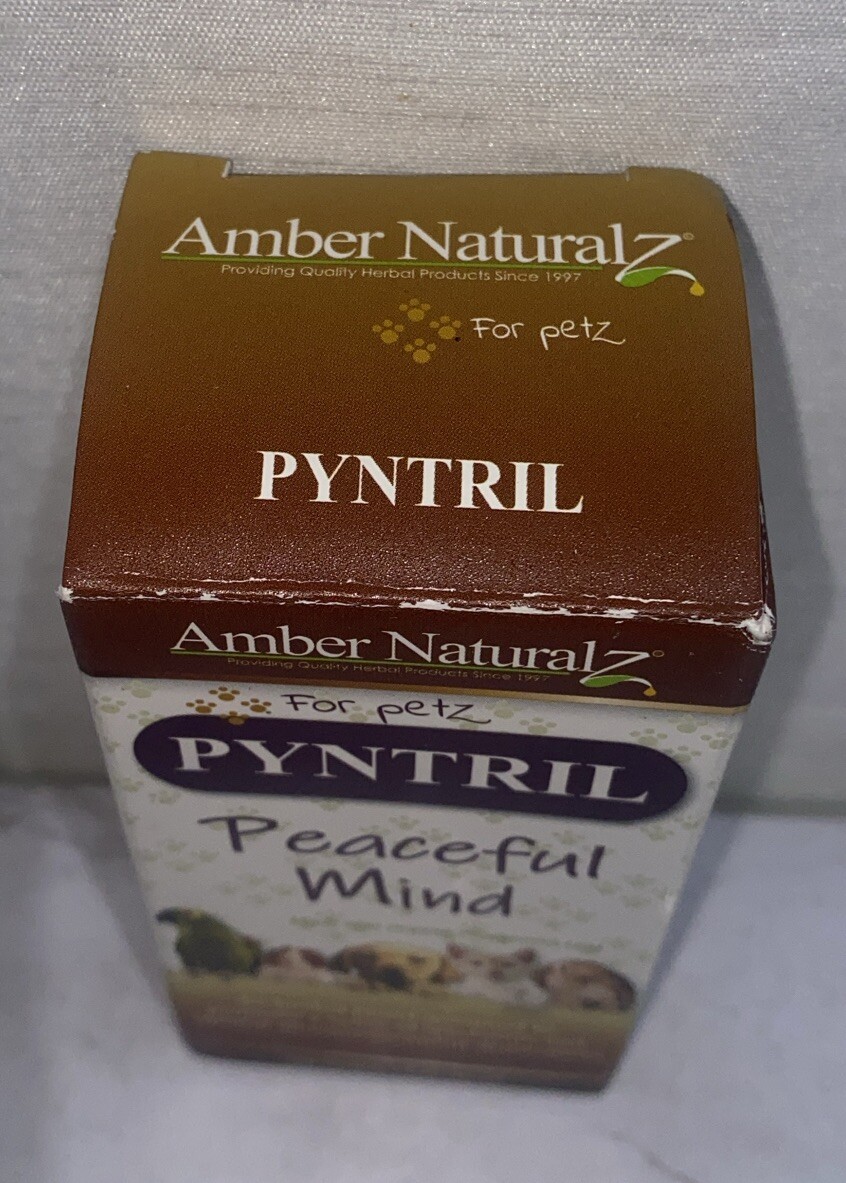 Amber NaturalZ®
Providing Quality Herbal Products Since 1997
For petz
PYNTRIL
Amber NaturalZ®
Providing Quality Herbal Products Since 1997
For petz
PYNTRIL
Peaceful
Mind